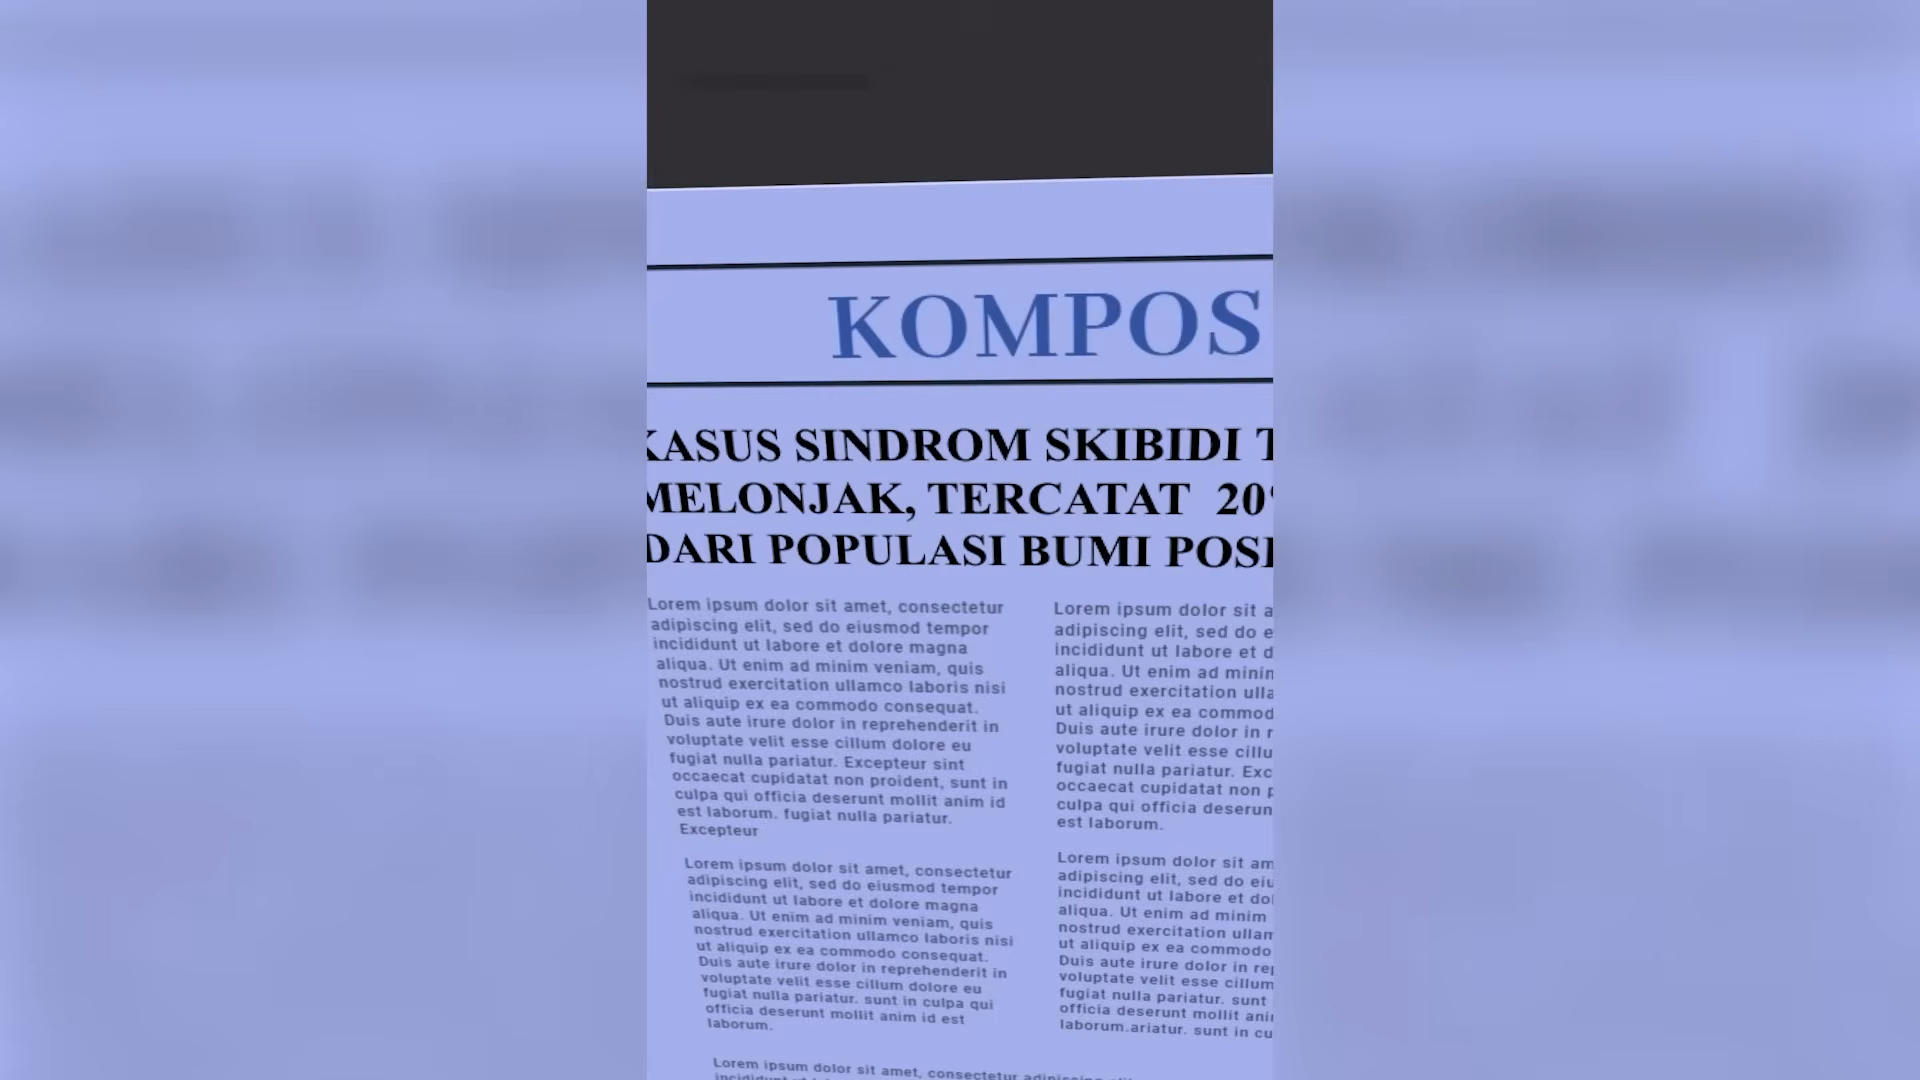 KOMPOS
KASUS SINDROM SKIBIDI
MELONJAK, TERCATAT 20
DARI POPULASI BUMI
Lorem ipsum dolor sit amet, consectetur
adipiscing elit, sed do eiusmod tempor
incididunt ut labore et dolore magna
aliqua. Ut enim ad minim veniam, quis
nostrud exercitation ullamco laboris nisi
ut aliquip ex ea commodo consequat.
Duis aute irure dolor in reprehenderit in
voluptate velit esse cillum dolore eu
fugiat nulla pariatur. Excepteur sint
occaecat cupidatat non proident, sunt in
culpa qui officia deserunt mollit anim id
est laborum. fugiat nulla pariatur.
Excepteur
Lorem ipsum dolor sit amet, consectetur
adipiscing elit, sed do eiusmod tempor
incididunt ut labore et dolore magna
aliqua. Ut enim ad minim veniam, quis
nostrud exercitation ullamco laboris nisi
ut aliquip ex ea commodo consequat.
Duis aute irure dolor in reprehenderit in
voluptate velit esse cillum dolore eu
fugiat nulla pariatur. sunt in culpa qui
officia deserunt mollit anim id est
laborum.
Lorem ipsum dolor sit
adipiscing elit, sed do
incididunt ut labore et
aliqua. Ut enim ad
nostrud exercitation
ut aliquip ex ea
Duis aute irure dolor in
voluptate velit esse
fugiat nulla pariatur.
occaecat cupidatat non
culpa qui officia
est laborum.
Lorem ipsum dolor sit
adipiscing elit, sed do
incididunt ut labore et
aliqua. Ut enim ad minim
nostrud exercitation
ut aliquip ex ea commodo
Duis aute irure dolor in
voluptate velit esse cillum
fugiat nulla pariatur. sunt
officia deserunt mollit
laborum.ariatur. sunt in
Lorem ipsum dolor sit amet, consectetur adipiscing